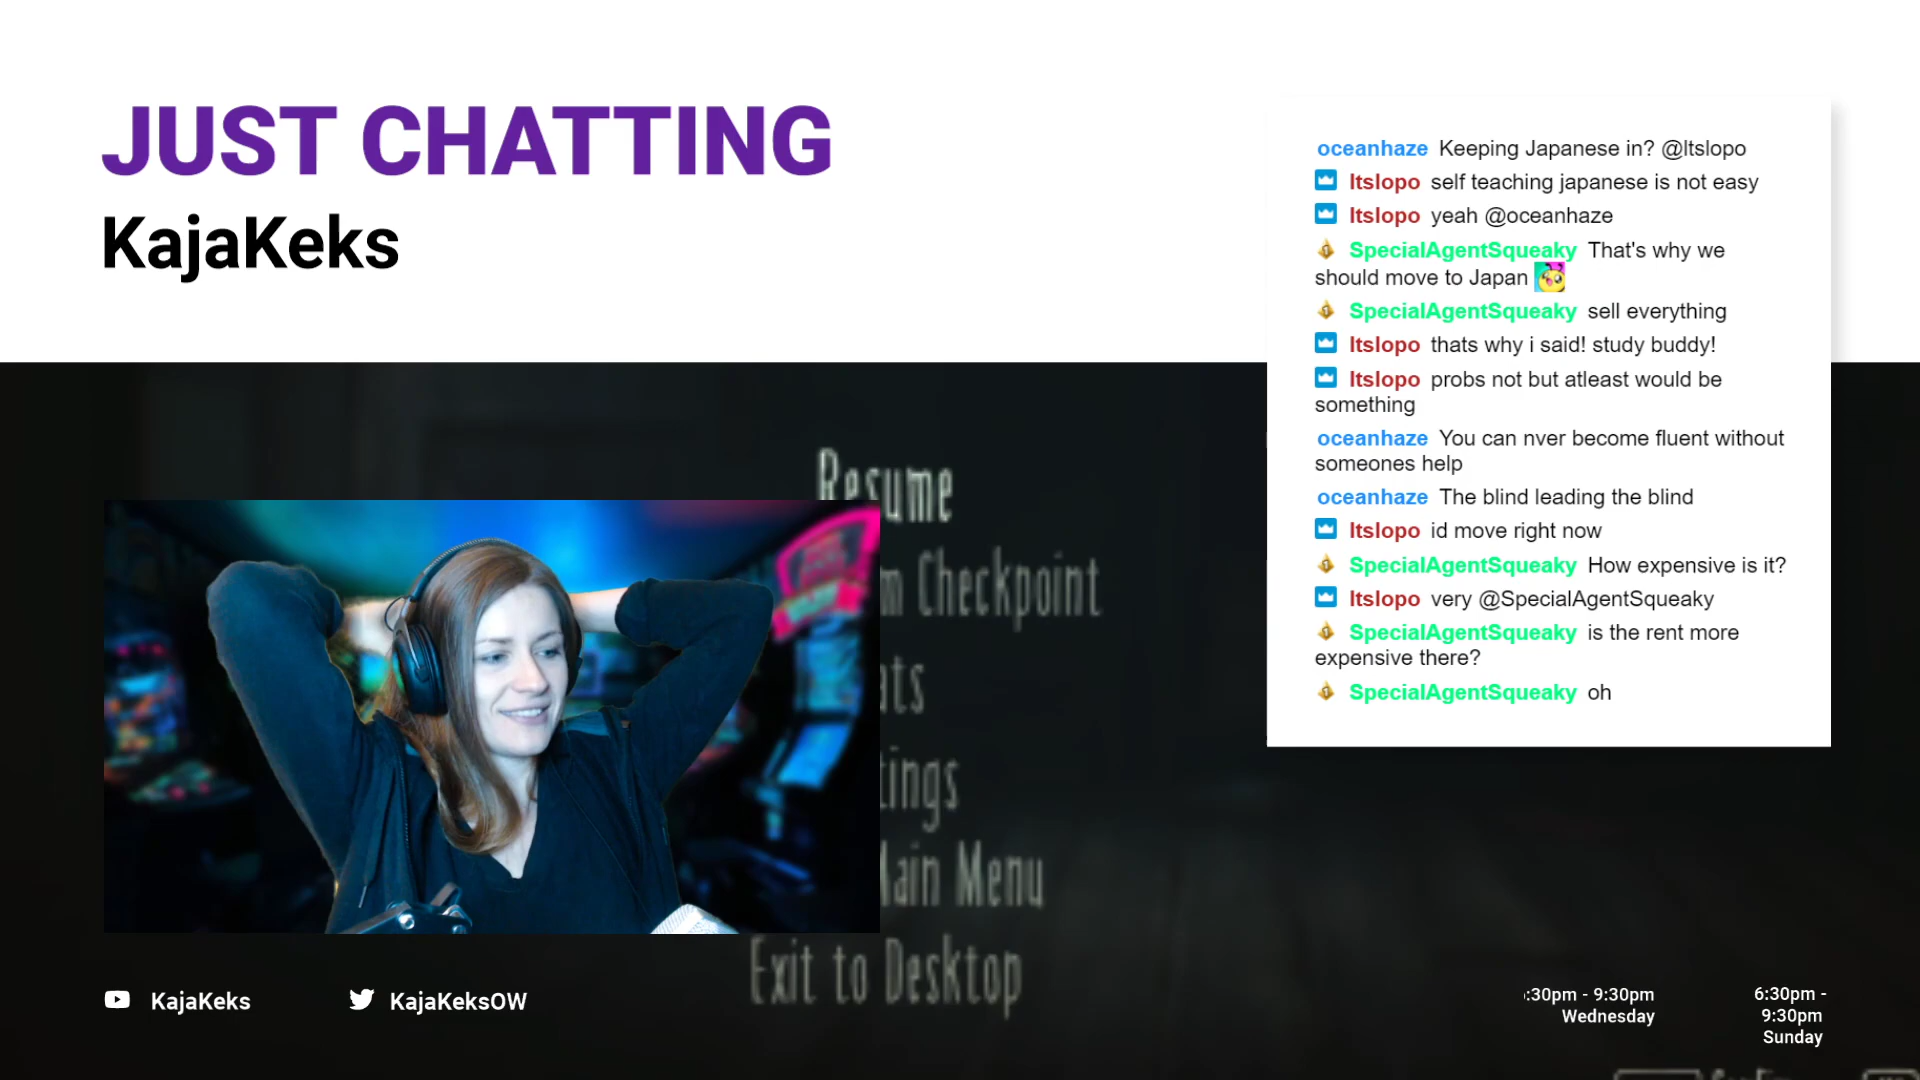 JUST CHATTING
KajaKeks
oceanhaze Keeping Japanese in? @Itslopo
Itslopo self teaching japanese is not easy
Itslopo yeah @oceanhaze
SpecialAgentSqueaky That's why we
should move to Japan
SpecialAgentSqueaky sell everything
Itslopo thats why i said! study buddy!
Itslopo probs not but atleast would be
something
oceanhaze You can nver become fluent without
someones help
oceanhaze The blind leading the blind
Itslopo id move right now
SpecialAgentSqueaky How expensive is it?
Itslopo very @SpecialAgentSqueaky
SpecialAgentSqueaky is the rent more
expensive there?
SpecialAgentSqueaky oh
Resume
Checkpoint
Main Menu
Exit to Desktop
KajaKeks
KajaKeksOW
:30pm - 9:30pm
Wednesday
6:30pm -
9:30pm
Sunday